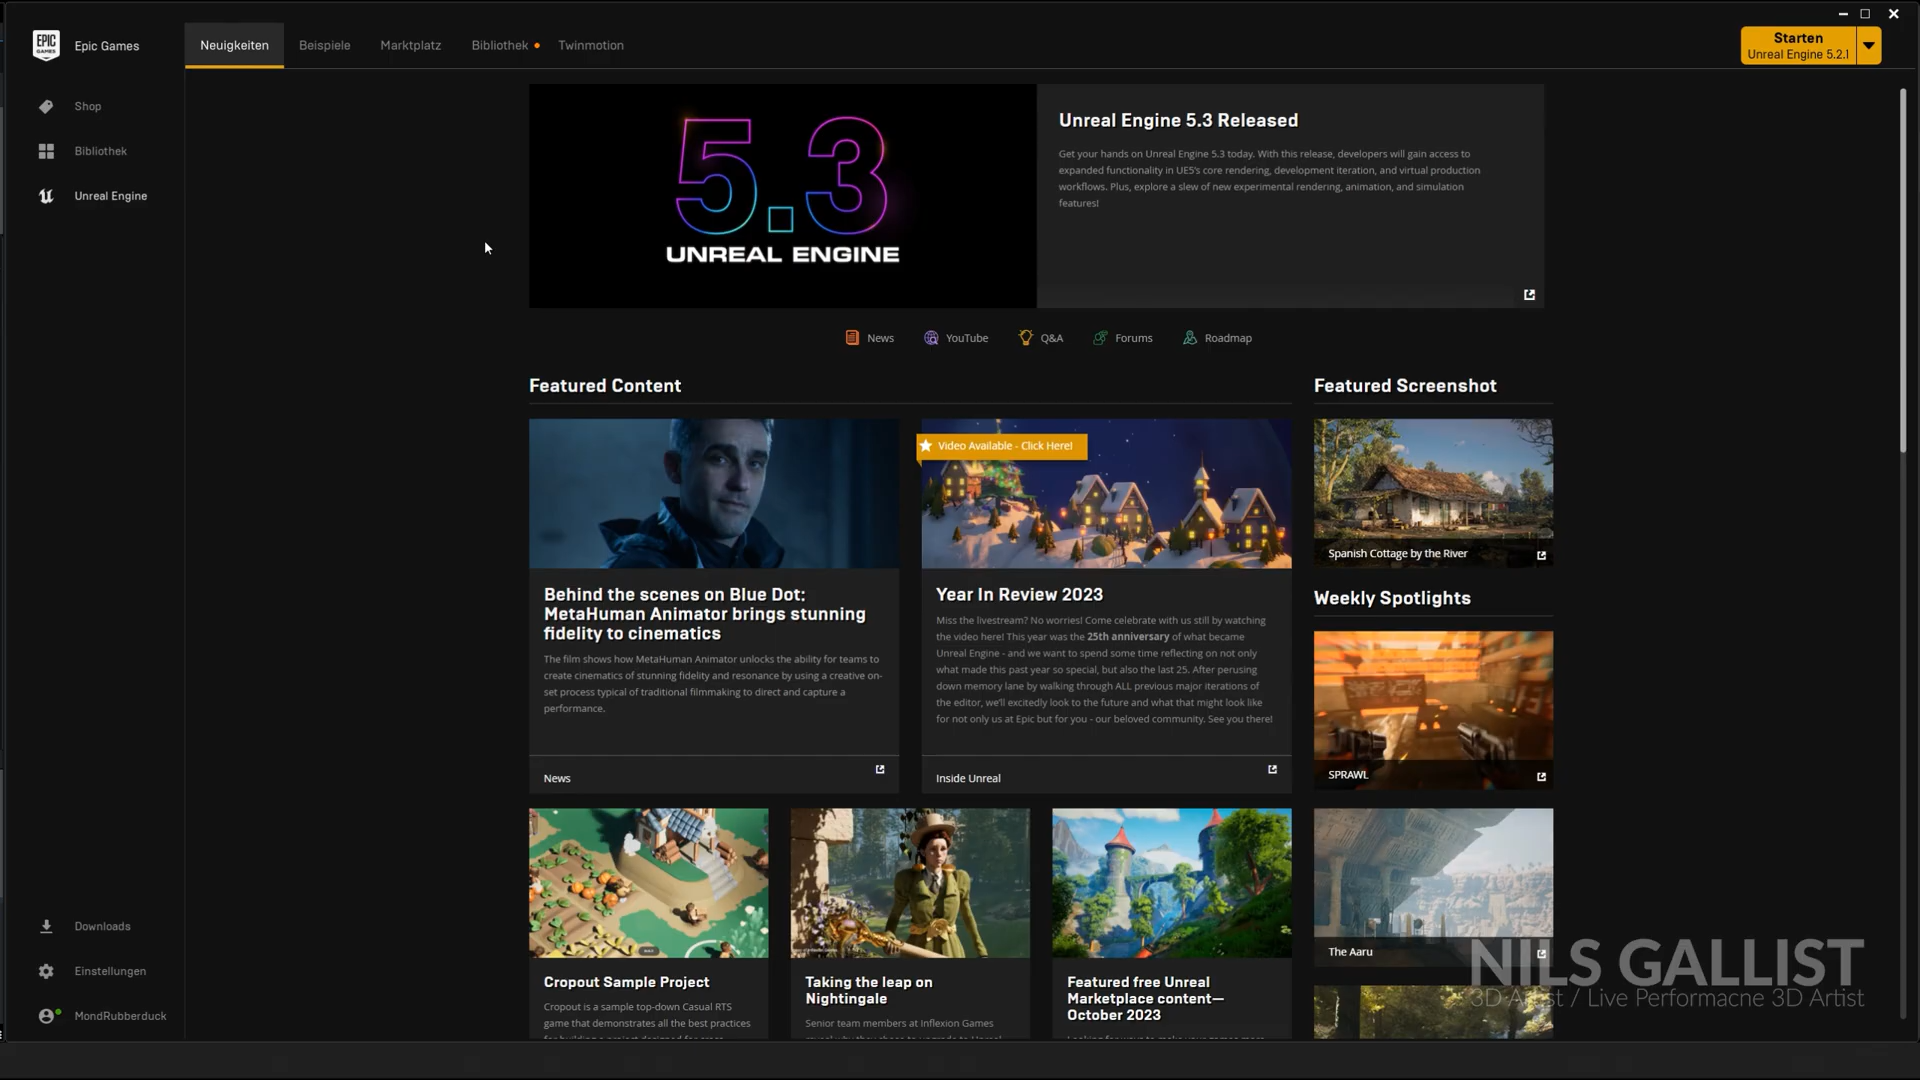 EPIC GAMES
Epic Games
Neuigkeiten
Beispiele
Marktplatz
Bibliothek
Twinmotion
Starten
Unreal Engine 5.2.1
Shop
Bibliothek
Unreal Engine
5.3
UNREAL ENGINE
Unreal Engine 5.3 Released
Get your hands on Unreal Engine 5.3 today. With this release, developers will gain access to
expanded functionality in UE5's core rendering, development iteration, and virtual production
workflows. Plus, explore a slew of new experimental rendering, animation, and simulation
features!
News
YouTube
Q&A
Forums
Roadmap
Featured Content
Video Available - Click Here!
Behind the scenes on Blue Dot:
MetaHuman Animator brings stunning
fidelity to cinematics
The film shows how MetaHuman Animator unlocks the ability for teams to
create cinematics of stunning fidelity and resonance by using a creative on-
set process typical of traditional filmmaking to direct and capture a
performance.
News
Year In Review 2023
Miss the livestream? No worries! Come celebrate with us still by watching
the video here! This year was the 25th anniversary of what became
Unreal Engine - and we want to spend some time reflecting on not only
what made this past year so special, but also the last 25. After perusing
down memory lane by walking through ALL previous major iterations of
the editor, we'll excitedly look to the future and what that might look like
for not only us at Epic but for you - our beloved community. See you there!
Inside Unreal
Featured Screenshot
Spanish Cottage by the River
Weekly Spotlights
SPRAWL
The Aaru
Cropout Sample Project
Cropout is a sample top-down Casual RTS
game that demonstrates all the best practices
Taking the leap on
Nightingale
Senior team members at Inflexion Games
Featured free Unreal
Marketplace content—
October 2023
Downloads
Einstellungen
MondRubberduck
NILS GALLIST
3D Artist / Live Performacne 3D Artist